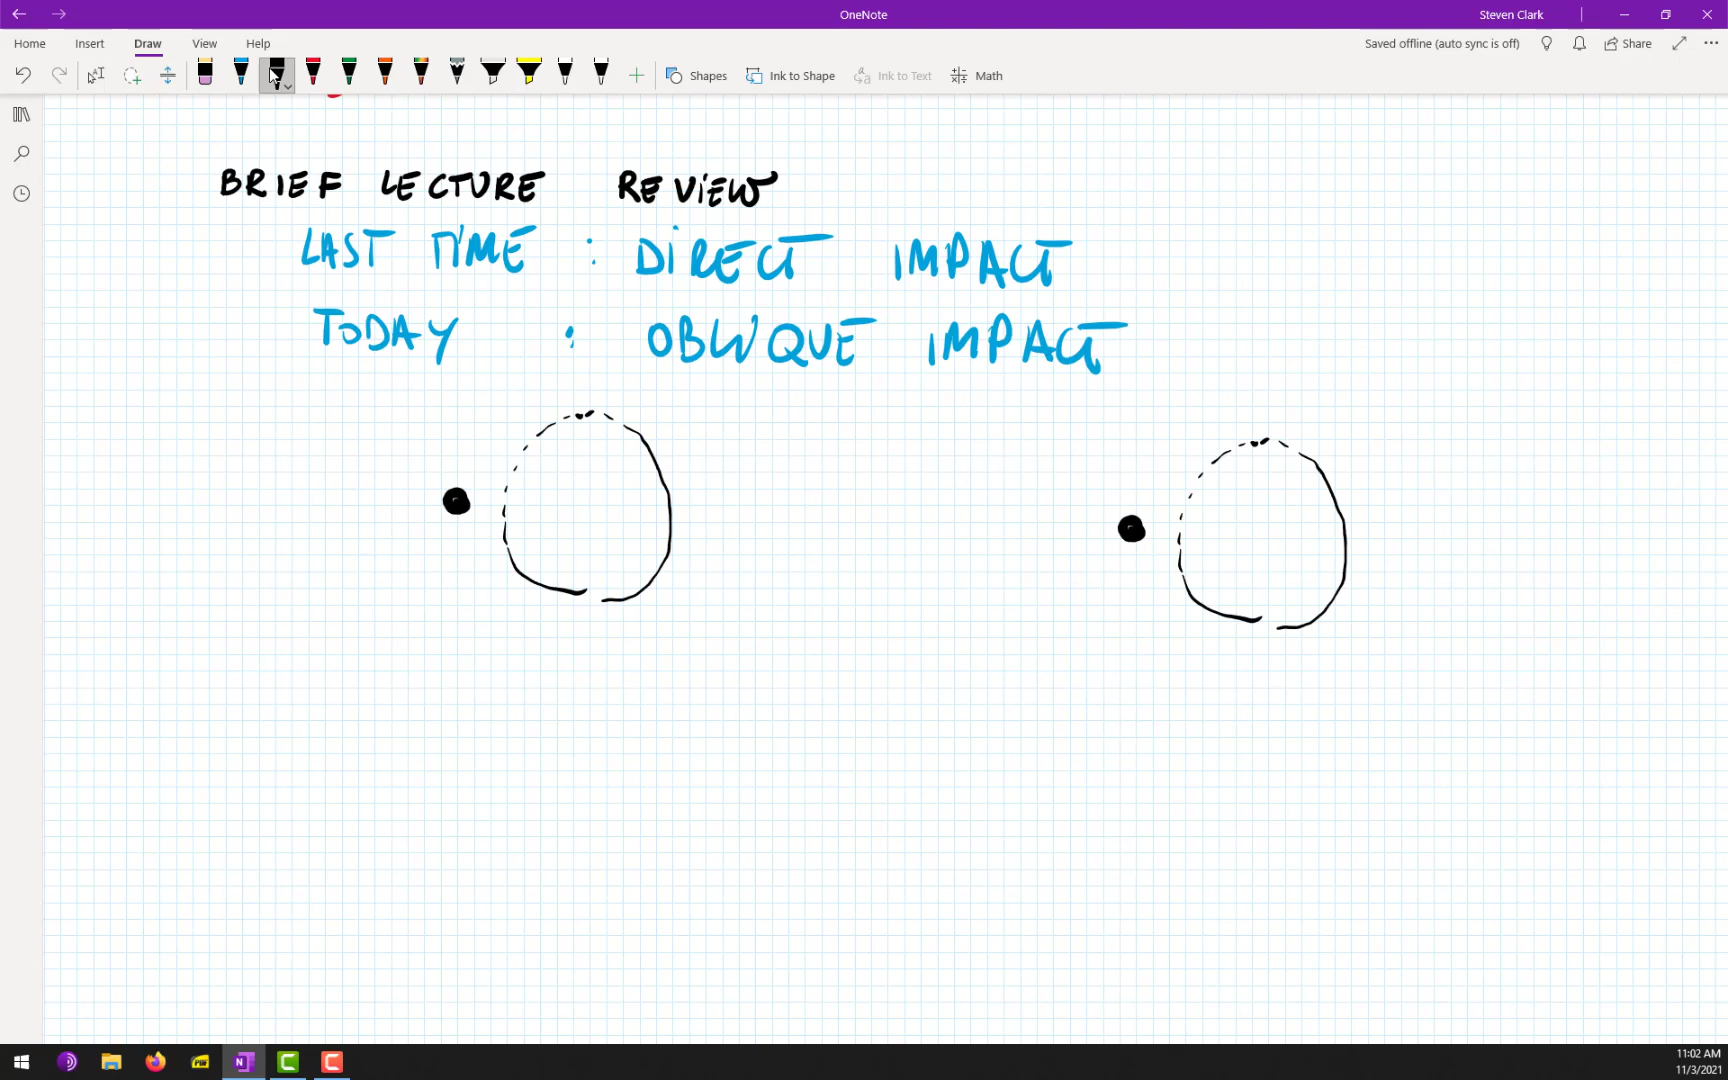 OneNote
Steven Clark
Home Insert Draw View Help
Saved offline (auto sync is off)
Share
Shapes
Ink to Shape
Ink to Text
Math
BRIEF LECTURE REVIEW
LAST TIME : DIRECT IMPACT
TODAY : OBLIQUE IMPACT
11:02 AM
11/3/2021